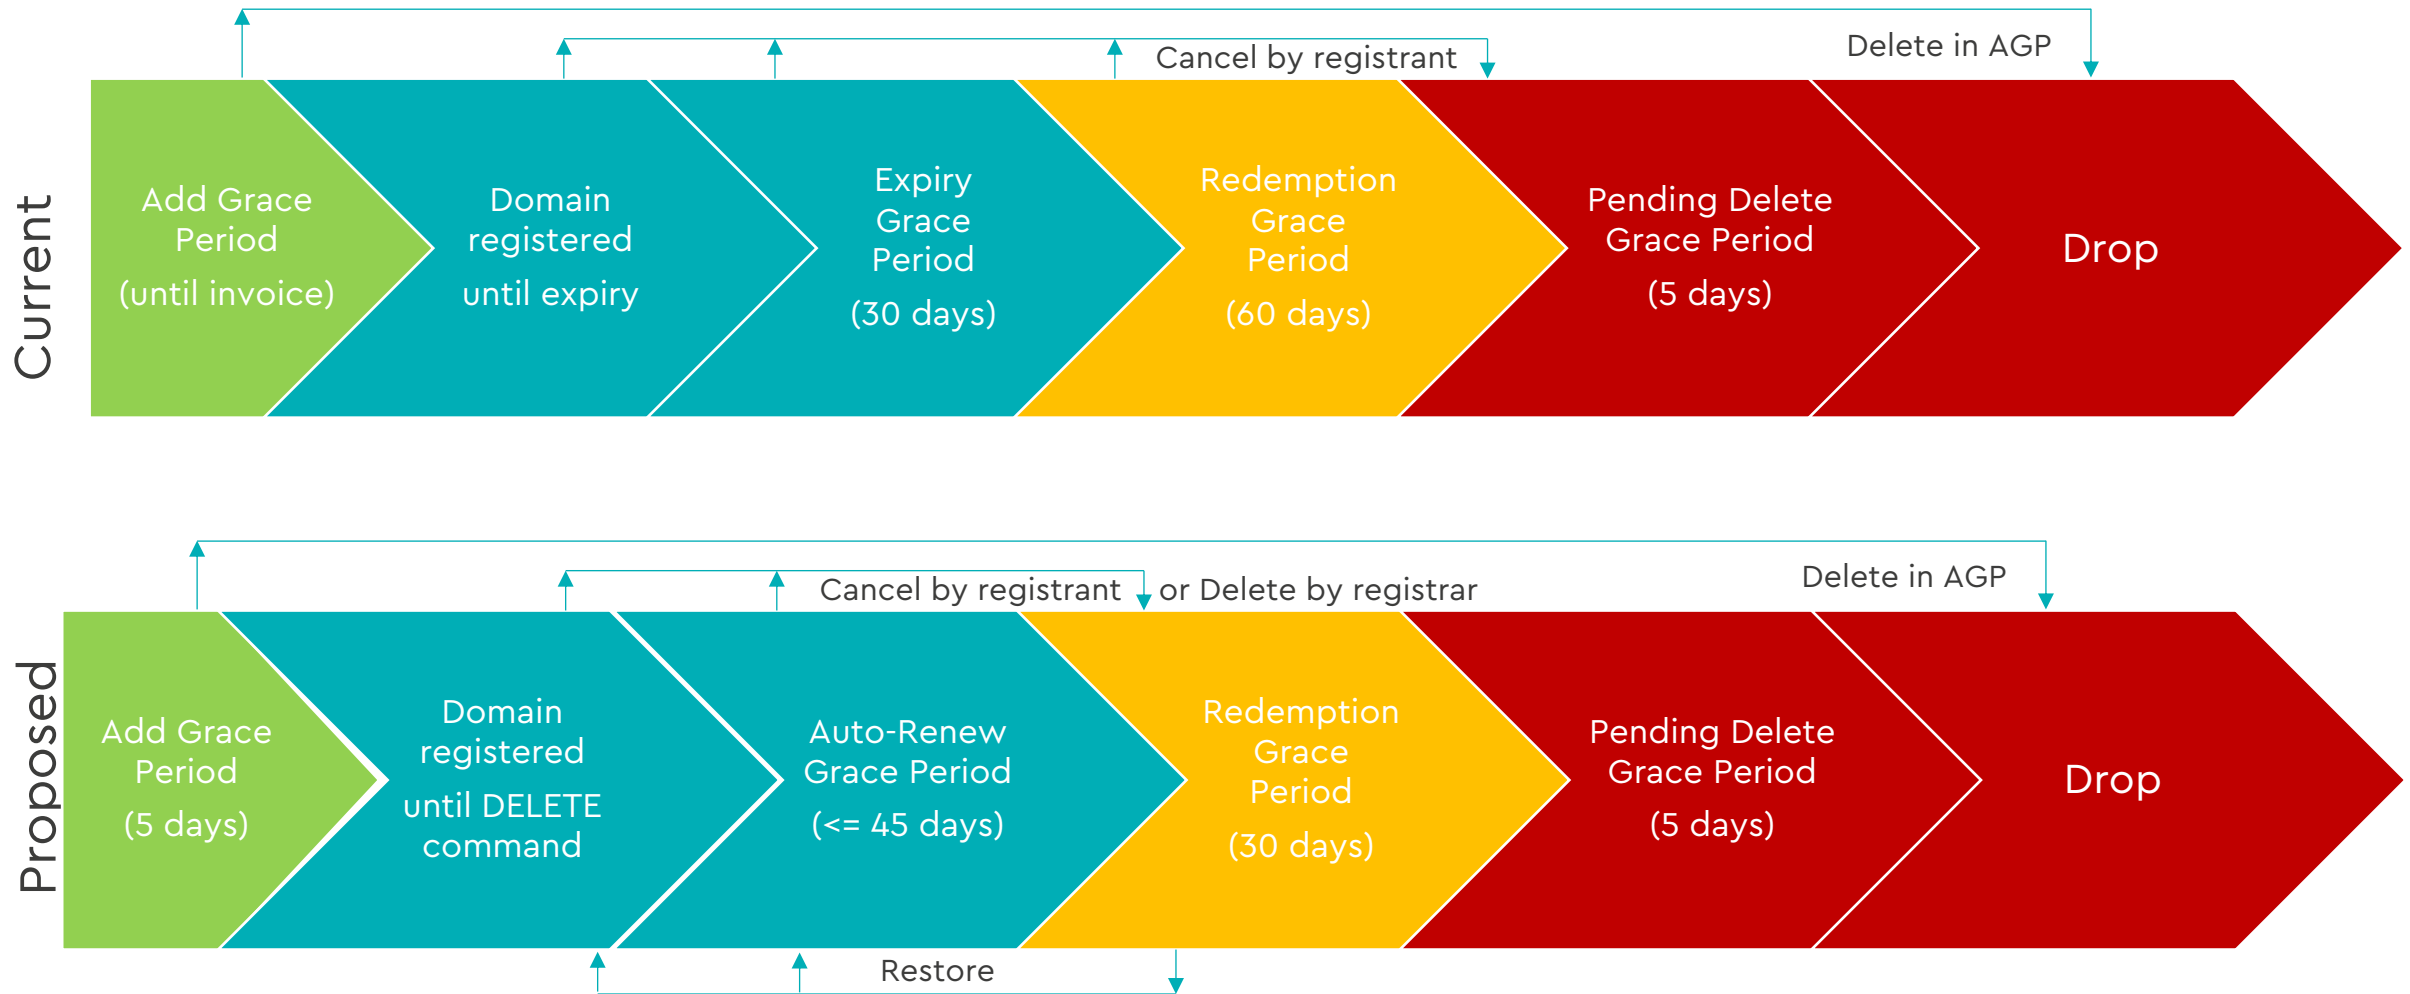 Current
Delete in AGP
Cancel by registrant
Add Grace
Period
(until invoice)
Domain
registered
until expiry
Expiry
Grace
Period
(30 days)
Redemption
Grace
Period
(60 days)
Pending Delete
Grace Period
(5 days)
Drop
Proposed
Delete in AGP
Cancel by registrant or Delete by registrar
Add Grace
Period
(5 days)
Domain
registered
until DELETE
command
Auto-Renew
Grace Period
(<= 45 days)
Redemption
Grace
Period
(30 days)
Pending Delete
Grace Period
(5 days)
Drop
Restore